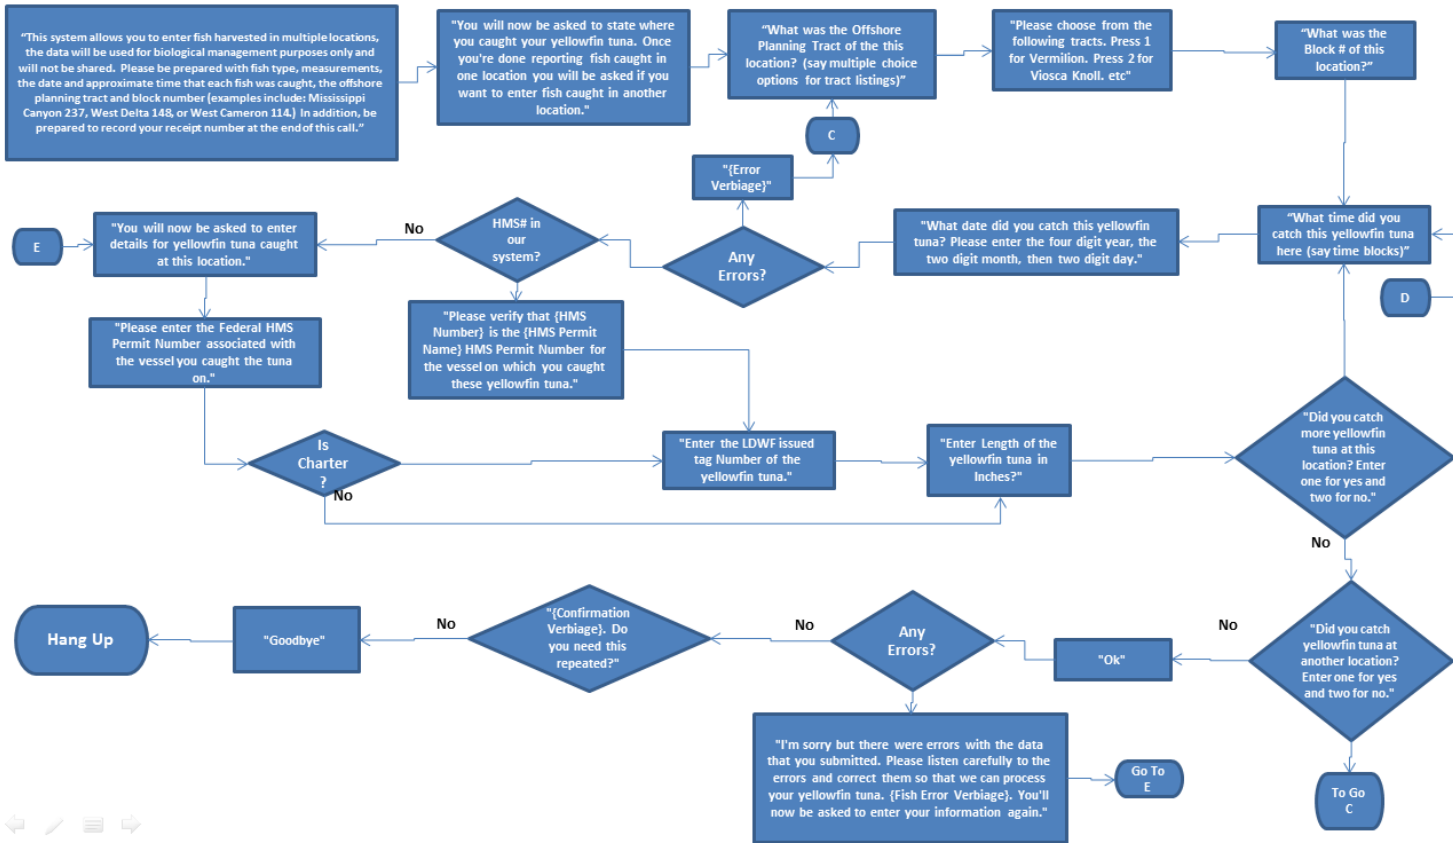 “This system allows you to enter fish harvested in multiple locations,
the data will be used for biological management purposes only and
will not be shared. Please be prepared with fish type, measurements,
the date and approximate time that each fish was caught, the offshore
planning tract and block number (examples include: Mississippi
Canyon 237, West Delta 148, or West Cameron 114.) In addition, be
prepared to record your receipt number at the end of this call.”
"You will now be asked to state where
you caught your yellowfin tuna. Once
you're done reporting fish caught in
one location you will be asked if you
want to enter fish caught in another
location."
“What was the Offshore
Planning Tract of the this
location? (say multiple choice
options for tract listings)”
"Please choose from the
following tracts. Press 1
for Vermilion. Press 2 for
Viosca Knoll. etc"
“What was the
Block # of this
location?”
C
"{Error
Verbiage}"
E
"You will now be asked to enter
details for yellowfin tuna caught
at this location."
No
HMS# in
our
system?
Any
Errors?
"What date did you catch this yellowfin
tuna? Please enter the four digit year, the
two digit month, then two digit day."
“What time did you
catch this yellowfin tuna
here (say time blocks)”
D
"Please enter the Federal HMS
Permit Number associated with
the vessel you caught the tuna
on."
"Please verify that {HMS
Number} is the {HMS Permit
Name} HMS Permit Number for
the vessel on which you caught
these yellowfin tuna."
Is
Charter
?
No
"Enter the LDWF issued
tag Number of the
yellowfin tuna."
"Enter Length of the
yellowfin tuna in
Inches?"
"Did you catch
more yellowfin
tuna at this
location? Enter
one for yes and
two for no."
No
Hang Up
"Goodbye"
No
"{Confirmation
Verbiage}. Do
you need this
repeated?"
No
Any
Errors?
"Ok"
No
"Did you catch
yellowfin tuna at
another location?
Enter one for yes
and two for no."
"I'm sorry but there were errors with the data
that you submitted. Please listen carefully to the
errors and correct them so that we can process
your yellowfin tuna. {Fish Error Verbiage}. You'll
now be asked to enter your information again."
Go To
E
To Go
C